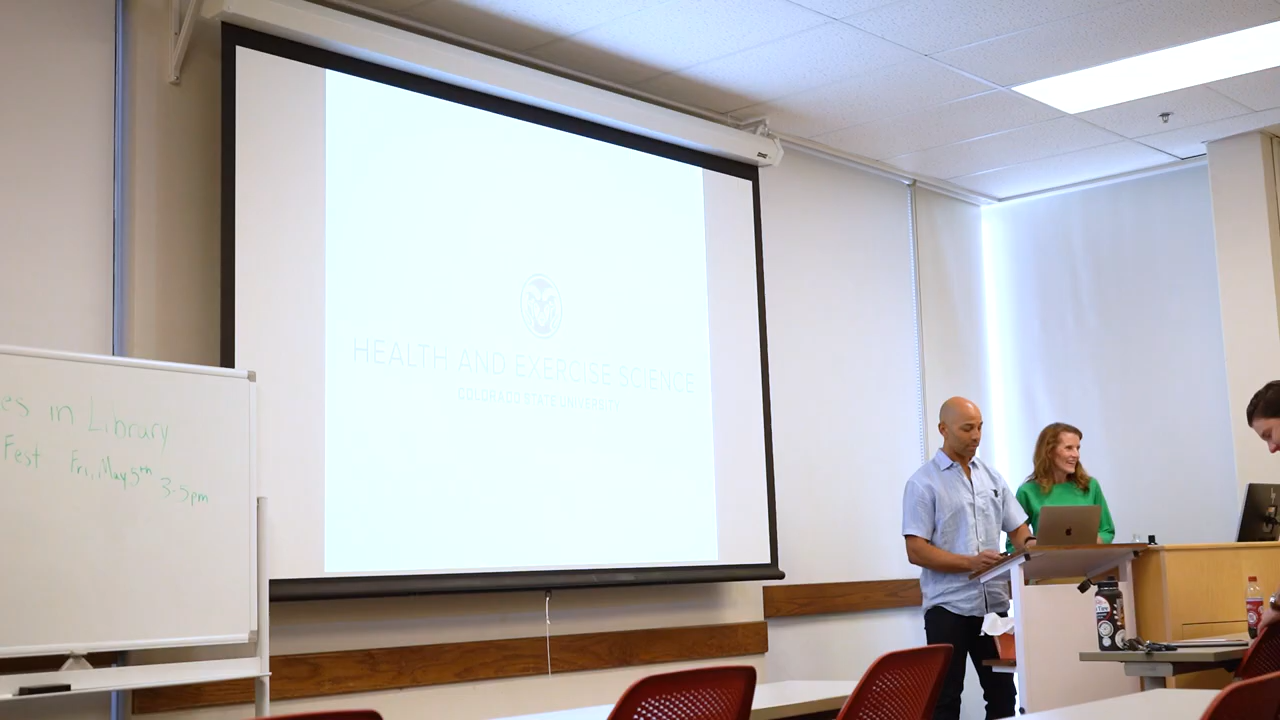 HEALTH AND EXERCISE SCIENCE
COLORADO STATE UNIVERSITY
es in Library
Fest Fri, May 5th 3-5pm